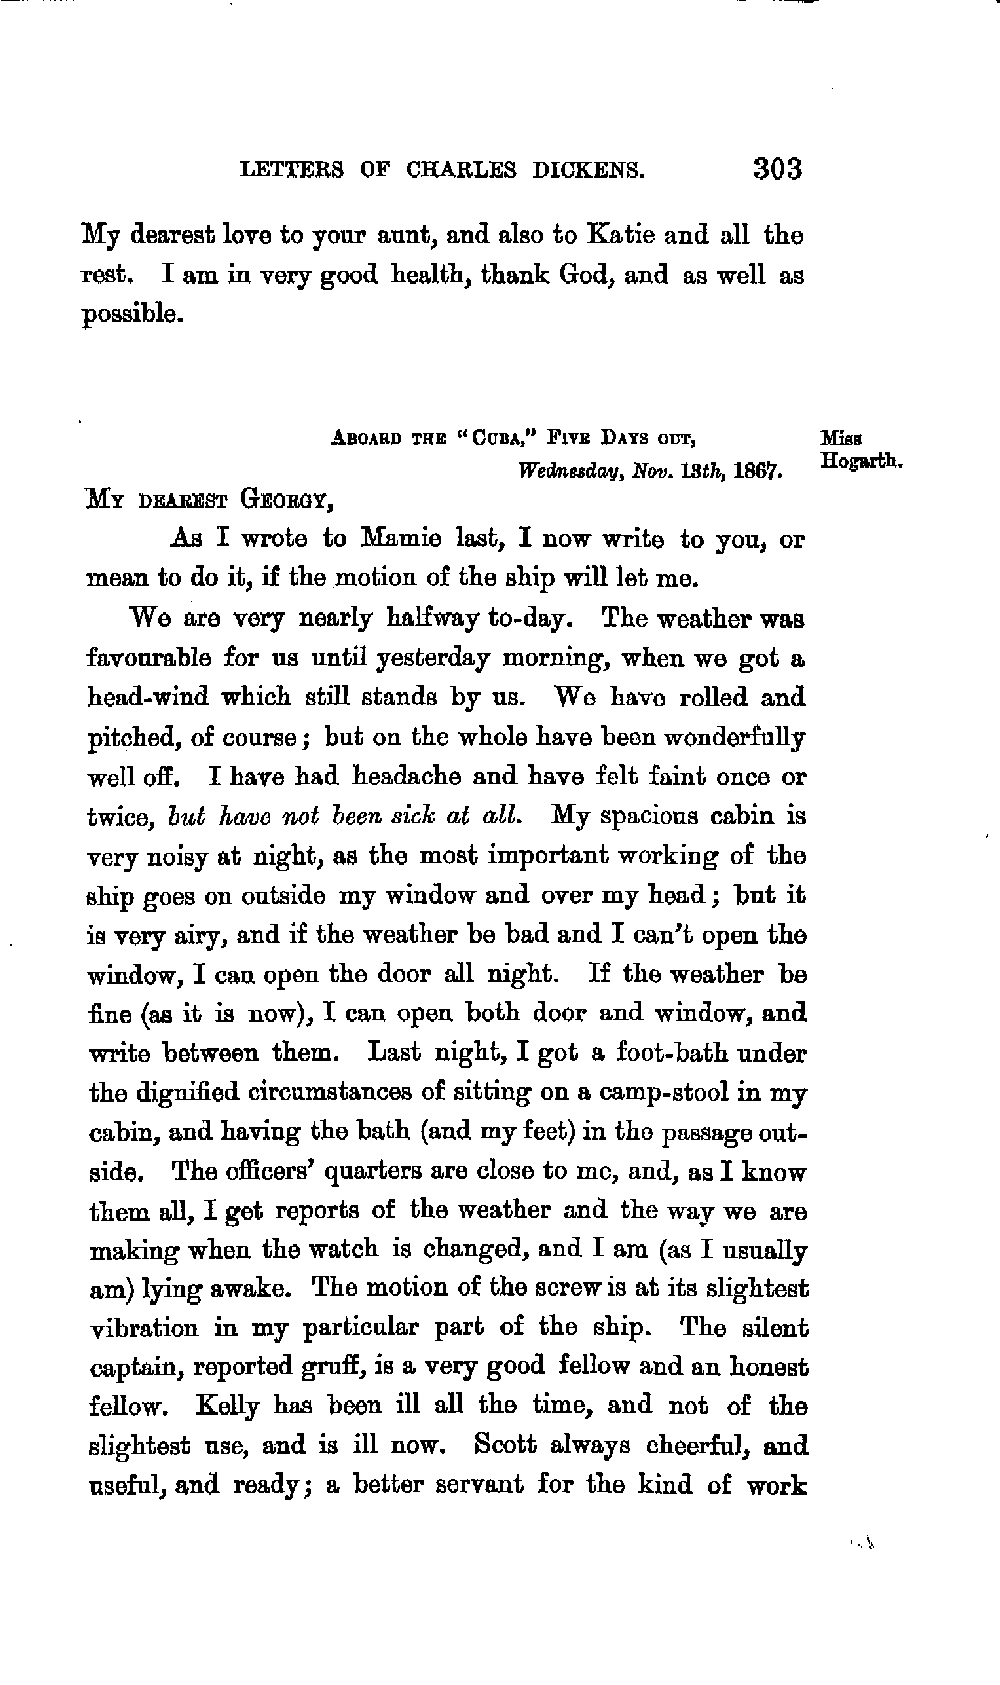 LETTERS OF CHARLES DICKENS. 303
My dearest love to your aunt, and also to Katie and all the
rest. I am in very good health, thank God, and as well as
possible.
ABOARD THE "CUBA," FIVE DAYS OUT,
Miss
Hogarth.
Wednesday, Nov. 13th, 1867.
MY DEAREST GEORGY,
As I wrote to Mamie last, I now write to you, or
mean to do it, if the motion of the ship will let me.
We are very nearly halfway to-day. The weather was
favourable for us until yesterday morning, when we got a
head-wind which still stands by us. We have rolled and
pitched, of course; but on the whole have been wonderfully
well off. I have had headache and have felt faint once or
twice, but have not been sick at all. My spacious cabin is
very noisy at night, as the most important working of the
ship goes on outside my window and over my head; but it
is very airy, and if the weather be bad and I can't open the
window, I can open the door all night. If the weather be
fine (as it is now), I can open both door and window, and
write between them. Last night, I got a foot-bath under
the dignified circumstances of sitting on a camp-stool in my
cabin, and having the bath (and my feet) in the passage out-
side. The officers' quarters are close to me, and, as I know
them all, I get reports of the weather and the way we are
making when the watch is changed, and I am (as I usually
am) lying awake. The motion of the screw is at its slightest
vibration in my particular part of the ship. The silent
captain, reported gruff, is a very good fellow and an honest
fellow. Kelly has been ill all the time, and not of the
slightest use, and is ill now. Scott always cheerful, and
useful, and ready; a better servant for the kind of work